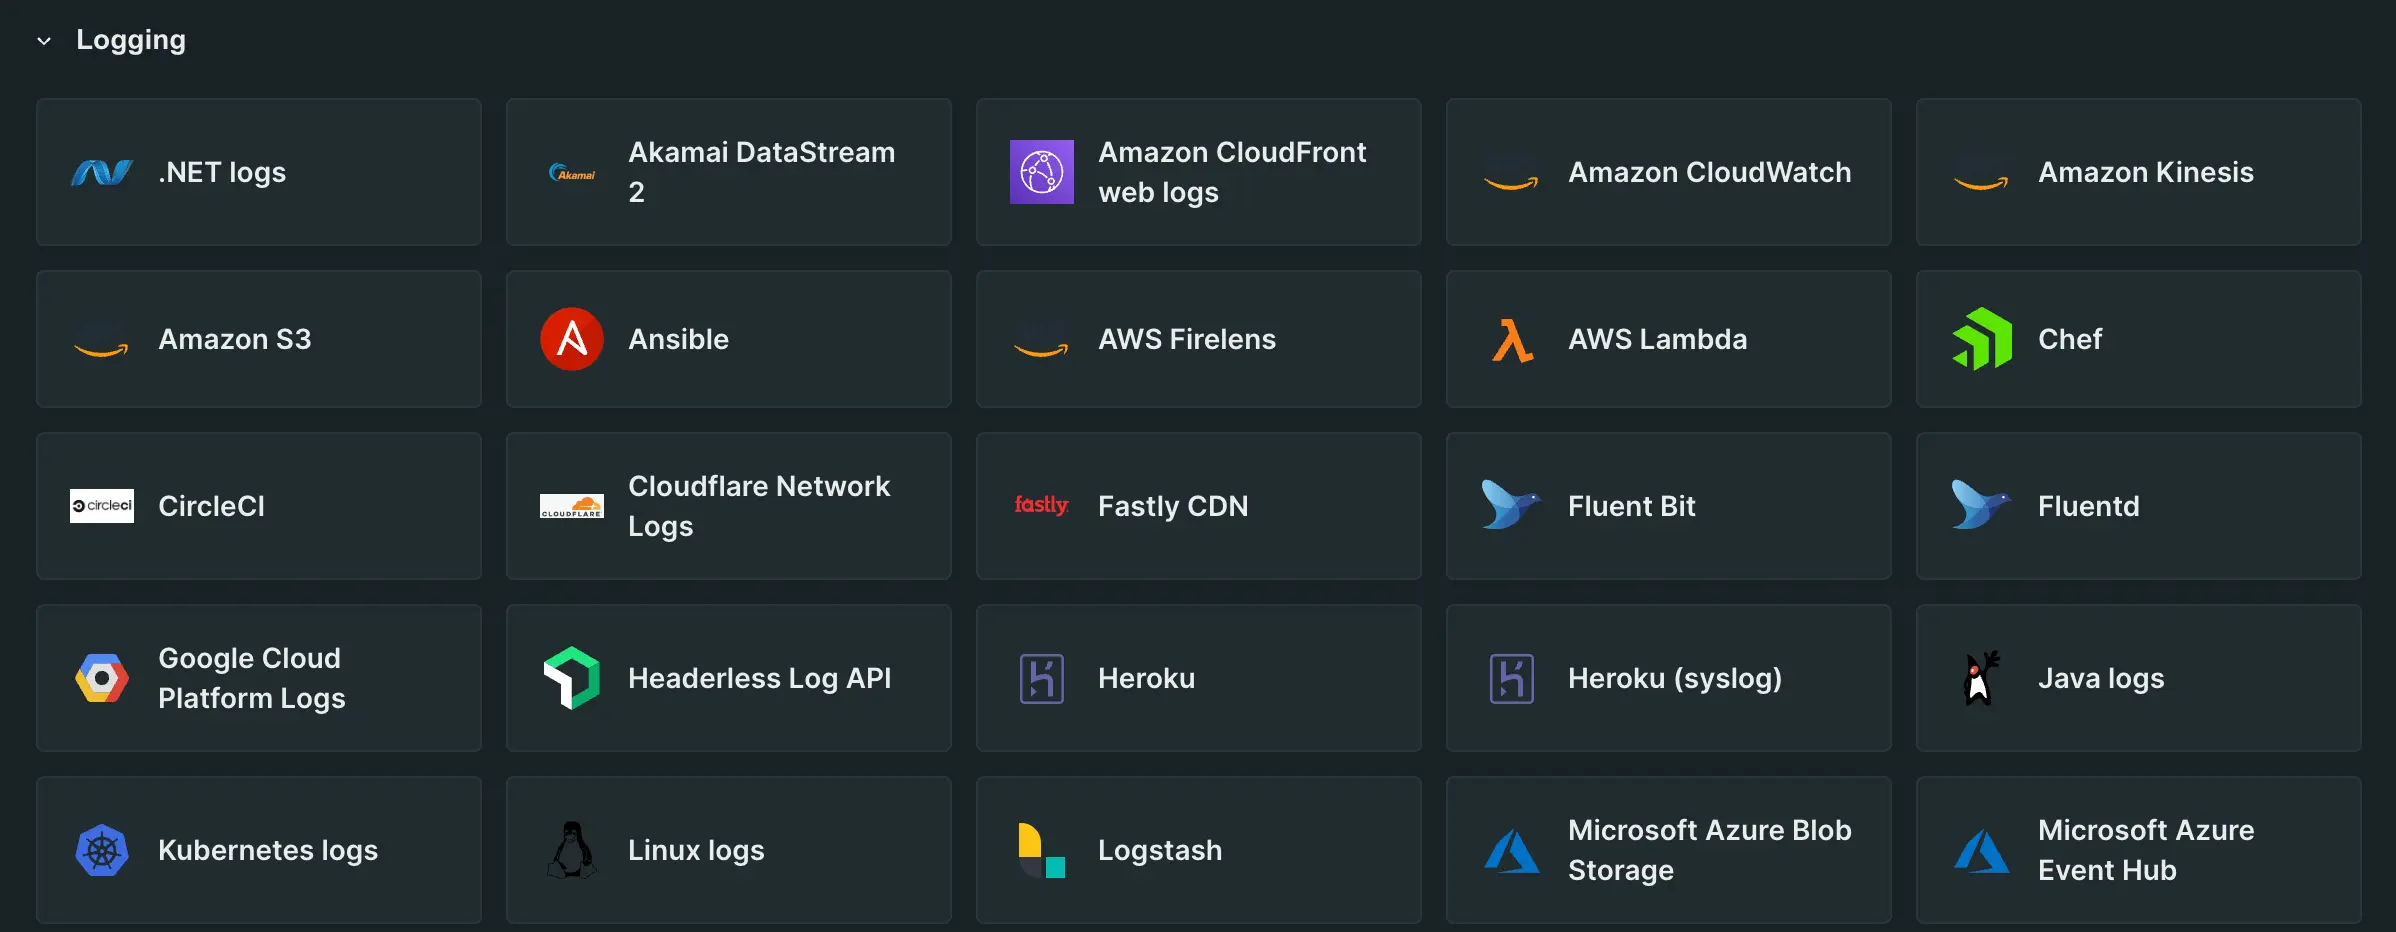 Logging
.NET logs
Akamai
Akamai DataStream
2
Amazon CloudFront
web logs
Amazon CloudWatch
Amazon Kinesis
Amazon S3
Ansible
AWS Firelens
AWS Lambda
Chef
circleci
CircleCI
CLOUDFLARE
Cloudflare Network
Logs
fastly
Fastly CDN
Fluent Bit
Fluentd
Google Cloud
Platform Logs
Headerless Log API
Heroku
Heroku (syslog)
Java logs
Kubernetes logs
Linux logs
Logstash
Microsoft Azure Blob
Storage
Microsoft Azure
Event Hub